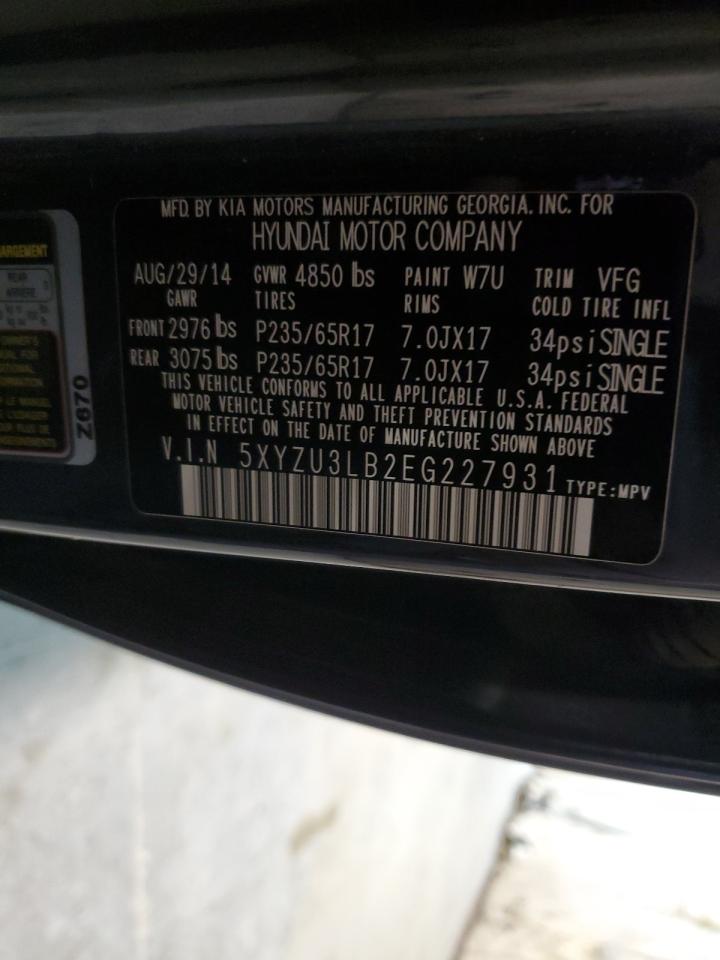 MFD. BY KIA MOTORS MANUFACTURING GEORGIA. INC. FOR
HYUNDAI MOTOR COMPANY
AUG/29/14 GVWR 4850 lbs PAINT W7U TRIM VFG
GAWR TIRES RIMS COLD TIRE INFL
FRONT 2976 lbs P235/65R17 7.0JX17 34psi SINGLE
REAR 3075 lbs P235/65R17 7.0JX17 34psi SINGLE
THIS VEHICLE CONFORMS TO ALL APPLICABLE U.S.A. FEDERAL
MOTOR VEHICLE SAFETY AND THEFT PREVENTION STANDARDS
IN EFFECT ON THE DATE OF MANUFACTURE SHOWN ABOVE
V.I.N 5XYZU3LB2EG227931 TYPE:MPV
ARGEMENT
REAR
ARRIERE
Z670